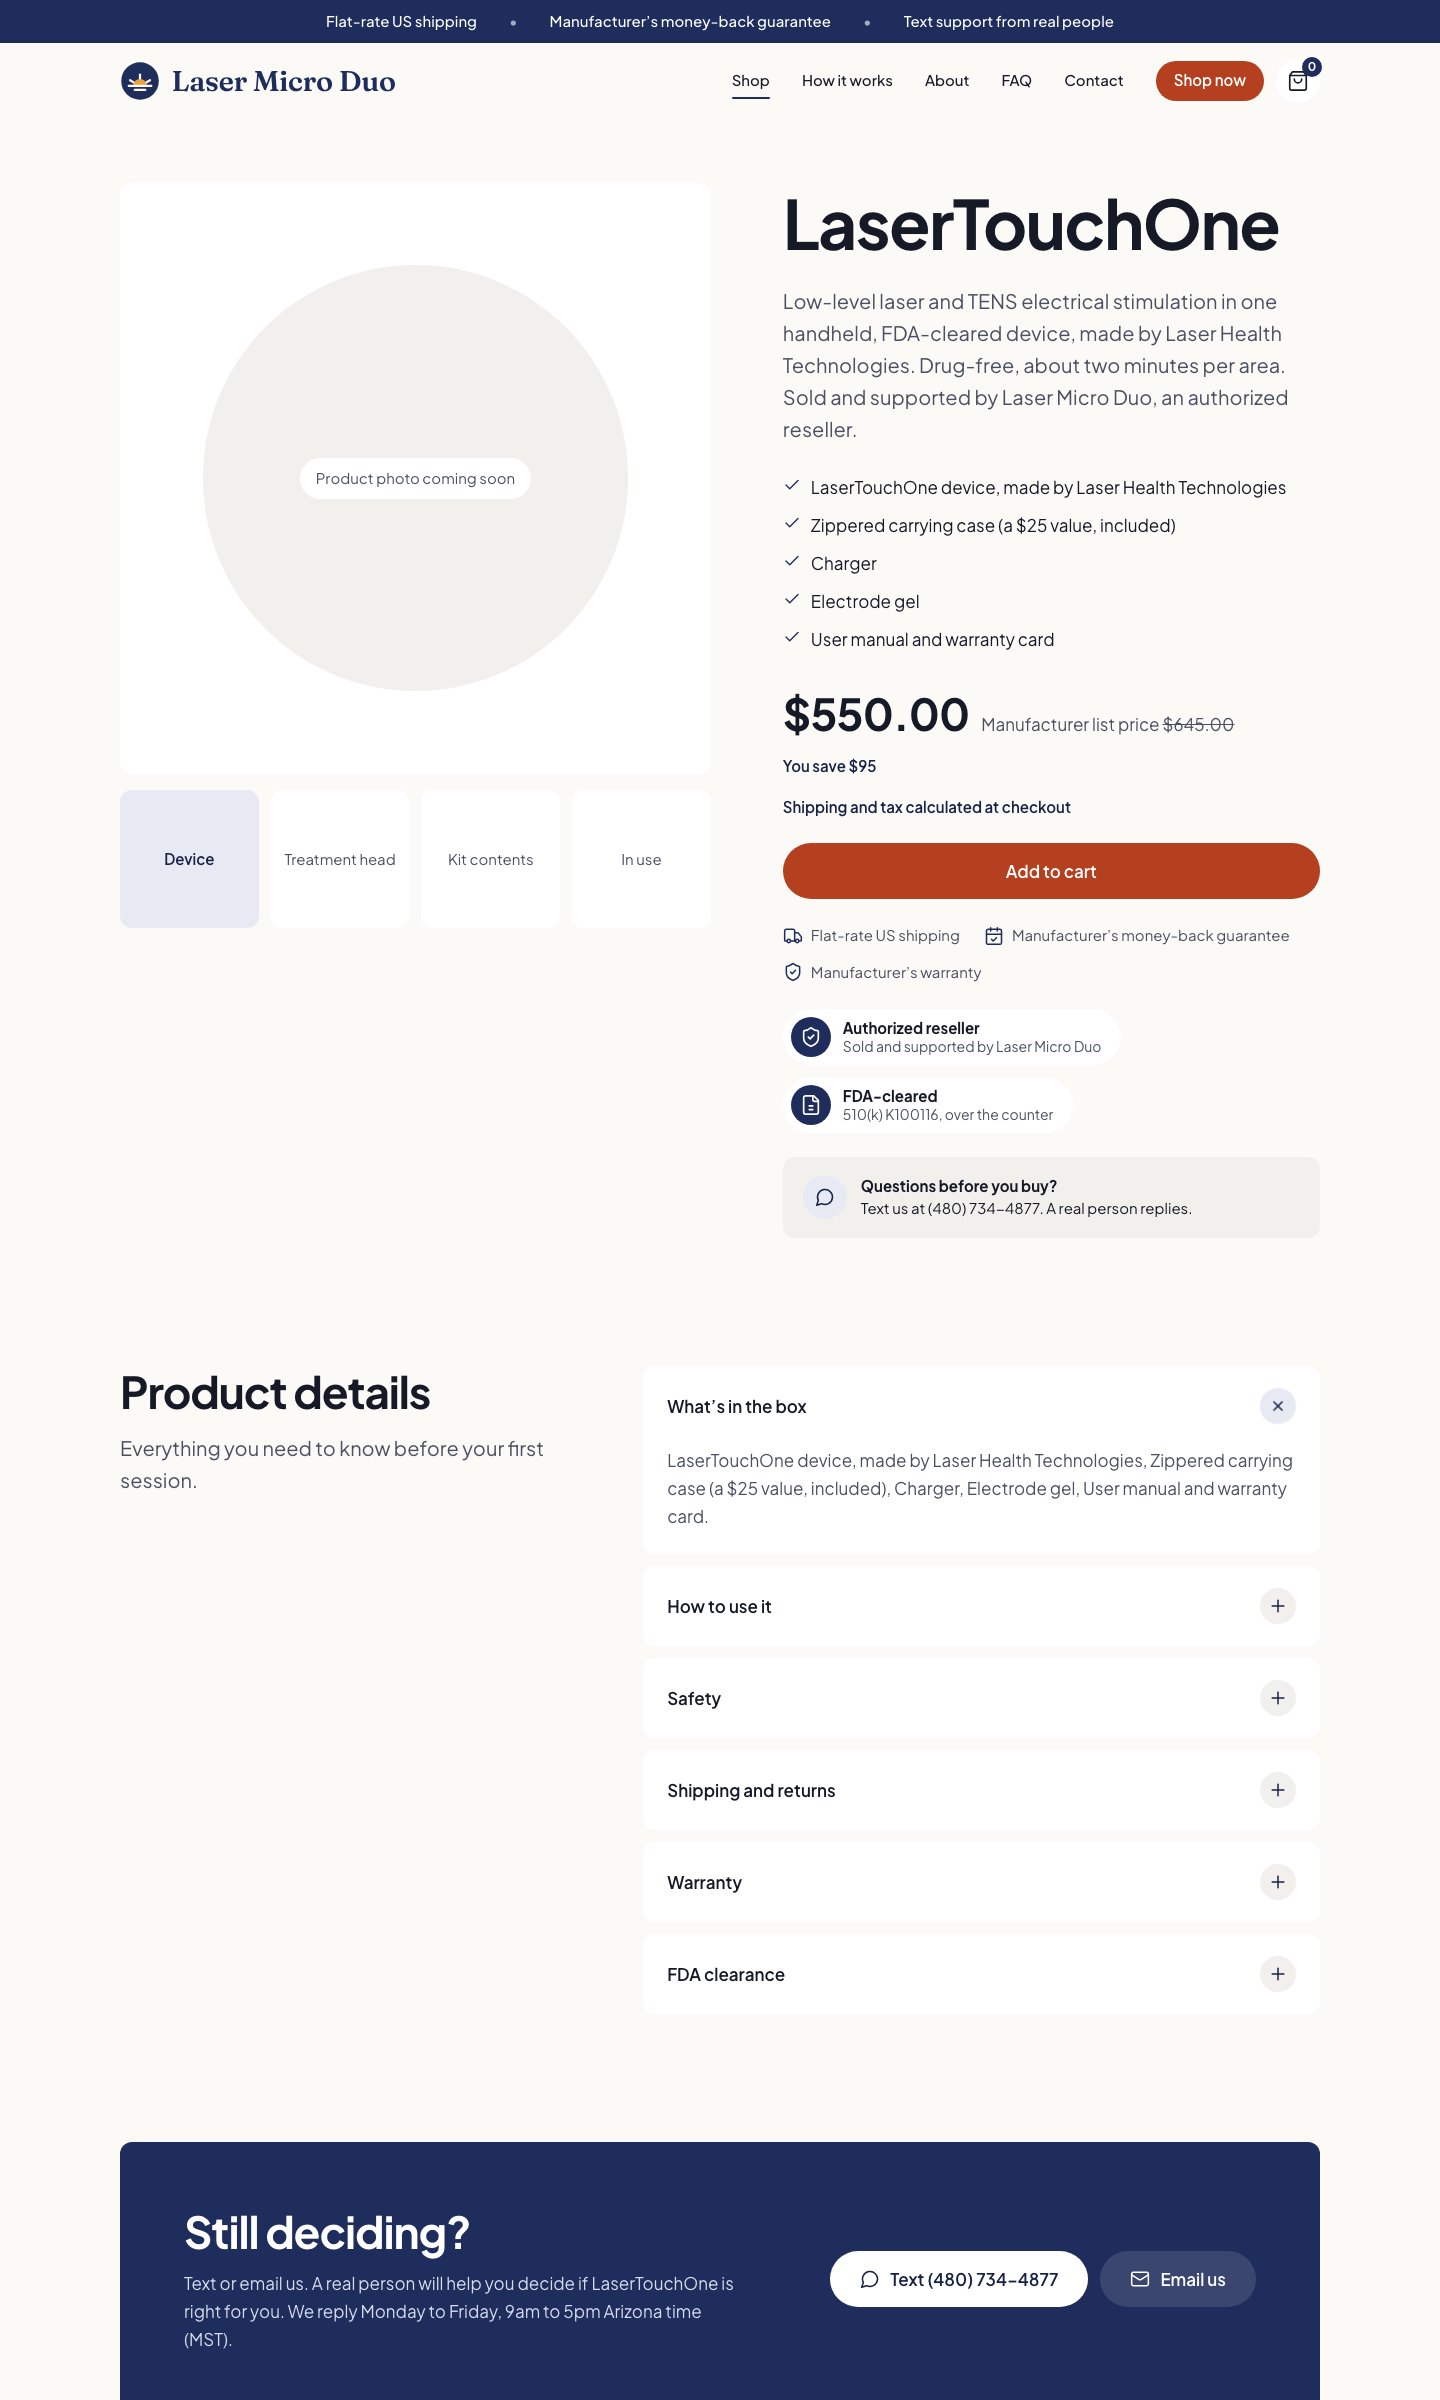 Flat-rate US shipping • Manufacturer’s money-back guarantee • Text support from real people
Laser Micro Duo
Shop How it works About FAQ Contact Shop now 0
Product photo coming soon
Device Treatment head Kit contents In use
LaserTouchOne
Low-level laser and TENS electrical stimulation in one
handheld, FDA-cleared device, made by Laser Health
Technologies. Drug-free, about two minutes per area.
Sold and supported by Laser Micro Duo, an authorized
reseller.
LaserTouchOne device, made by Laser Health Technologies
Zippered carrying case (a $25 value, included)
Charger
Electrode gel
User manual and warranty card
$550.00 Manufacturer list price $645.00
You save $95
Shipping and tax calculated at checkout
Add to cart
Flat-rate US shipping Manufacturer’s money-back guarantee
Manufacturer’s warranty
Authorized reseller
Sold and supported by Laser Micro Duo
FDA-cleared
510(k) K100116, over the counter
Questions before you buy?
Text us at (480) 734-4877. A real person replies.
Product details
Everything you need to know before your first
session.
What’s in the box
LaserTouchOne device, made by Laser Health Technologies, Zippered carrying
case (a $25 value, included), Charger, Electrode gel, User manual and warranty
card.
How to use it
Safety
Shipping and returns
Warranty
FDA clearance
Still deciding?
Text or email us. A real person will help you decide if LaserTouchOne is
right for you. We reply Monday to Friday, 9am to 5pm Arizona time
(MST).
Text (480) 734-4877 Email us